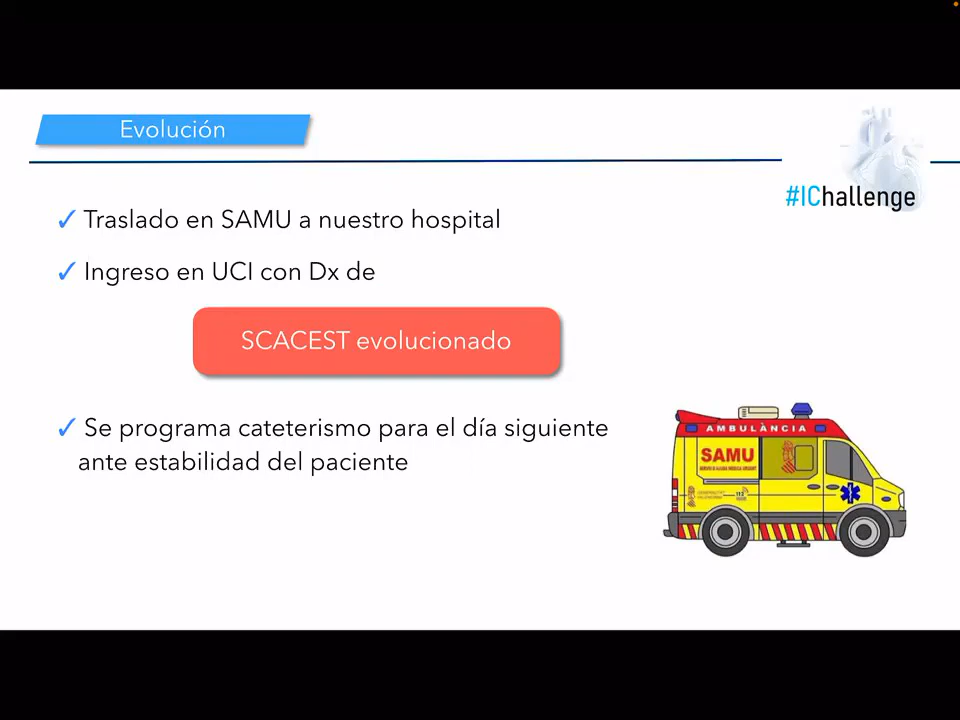 Evolución
#IChallenge
✓ Traslado en SAMU a nuestro hospital
✓ Ingreso en UCI con Dx de
SCACEST evolucionado
✓ Se programa cateterismo para el día siguiente
ante estabilidad del paciente
AMBULÀNCIA
SAMU